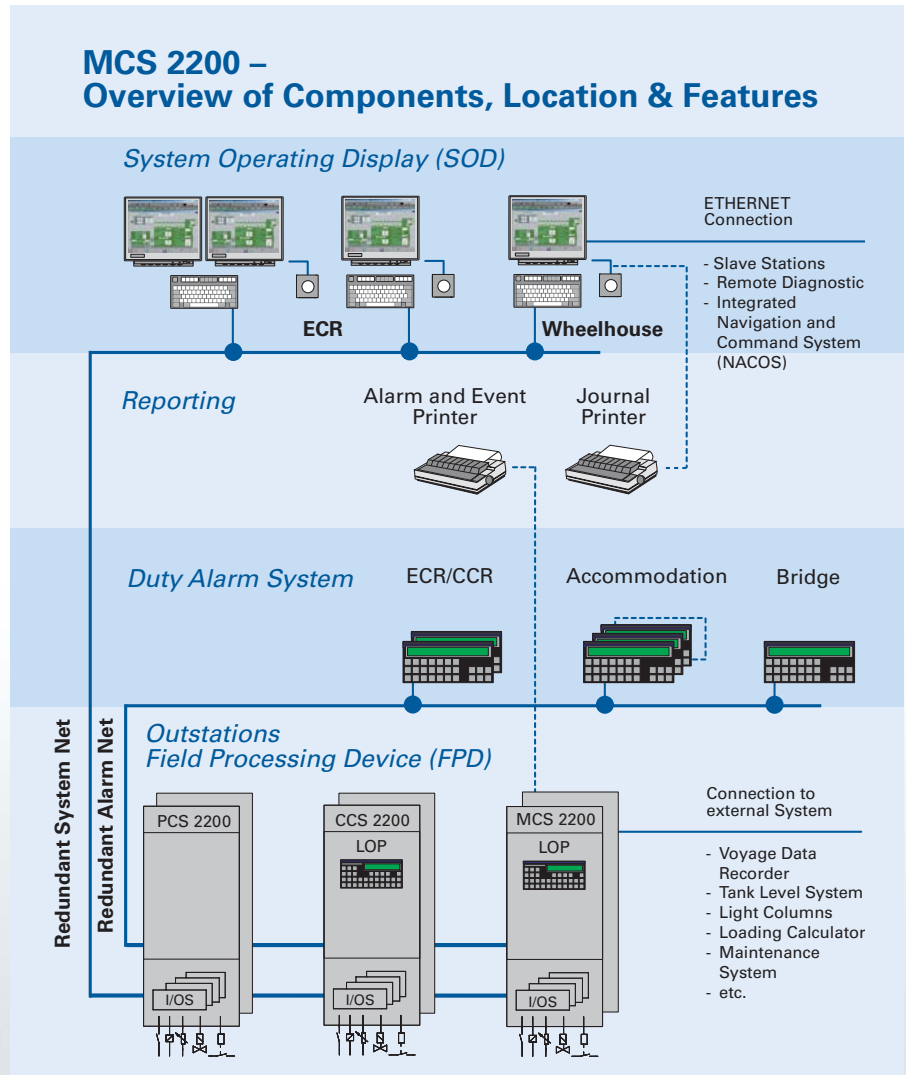 MCS 2200 –
Overview of Components, Location & Features
System Operating Display (SOD)
ETHERNET
Connection
- Slave Stations
- Remote Diagnostic
- Integrated
Navigation and
Command System
(NACOS)
ECR
Wheelhouse
Reporting
Alarm and Event
Printer
Journal
Printer
Duty Alarm System
ECR/CCR
Accommodation
Bridge
Redundant System Net
Redundant Alarm Net
Outstations
Field Processing Device (FPD)
PCS 2200
I/OS
CCS 2200
LOP
I/OS
MCS 2200
LOP
I/OS
Connection to
external System
- Voyage Data
Recorder
- Tank Level System
- Light Columns
- Loading Calculator
- Maintenance
System
- etc.